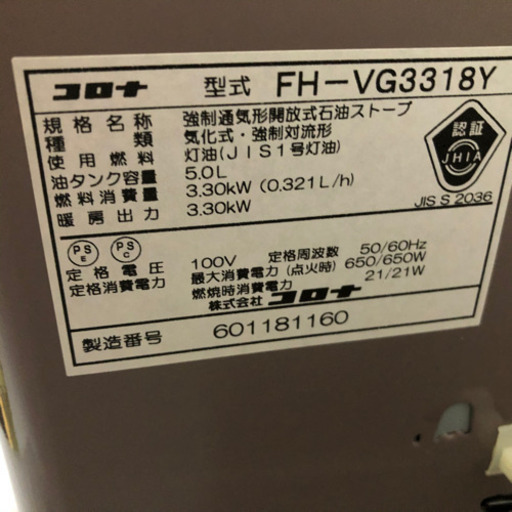 コロナ 型式 FH-VG3318Y
規格名称 強制通気形開放式石油ストーブ
種類 気化式・強制対流形
使用燃料 灯油(JIS1号灯油)
油タンク容量 5.0L
燃料消費量 3.30kW (0.321L/h)
暖房出力 3.30kW
認証
JHIA
JIS S 2036
PS E PS C
定格電圧 100V 定格周波数 50/60Hz
定格消費電力 最大消費電力(点火時) 650/650W
燃焼時消費電力 21/21W
株式会社コロナ
製造番号 601181160